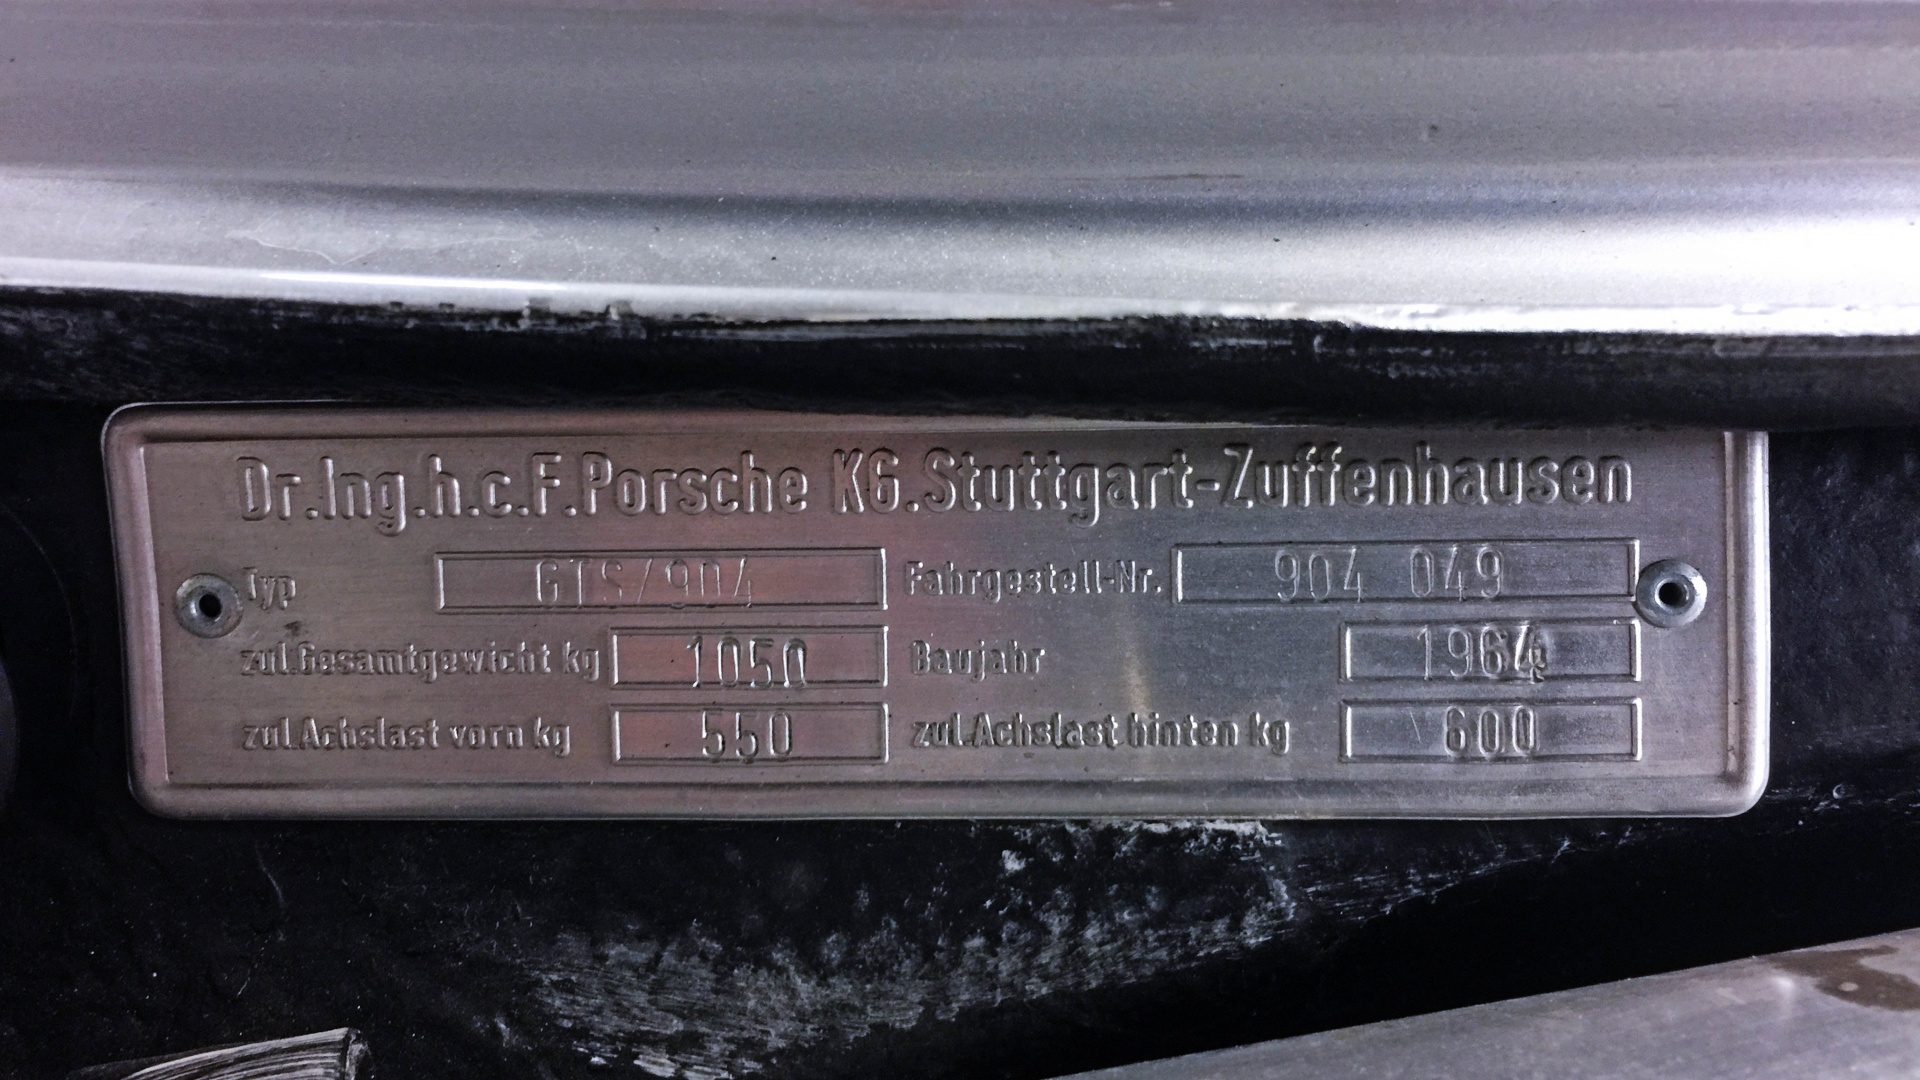 Dr.Ing.h.c.F.Porsche KG.Stuttgart-Zuffenhausen
Typ GTS/904 Fahrgestell-Nr. 904 049
zul.Gesamtgewicht kg 1050 Baujahr 1964
zul.Achslast vorn kg 550 zul.Achslast hinten kg 600